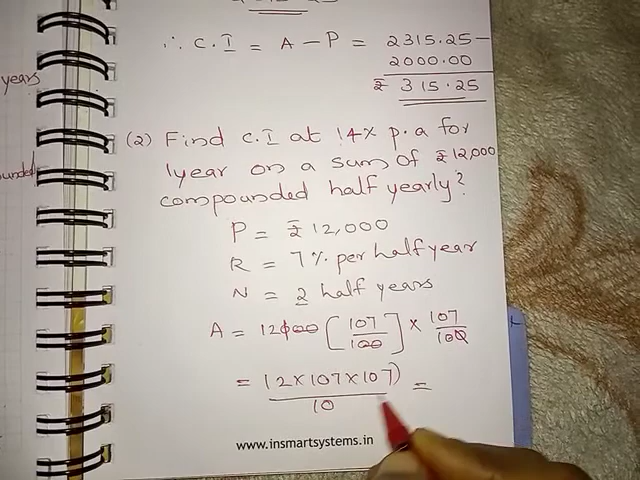 years
∴ C.I = A − P = 2315.25 −
2000.00
₹ 315.25
(2) Find C.I at 14% p.a for
1year on a sum of ₹12,000
compounded half yearly?
P = ₹12,000
R = 7% per half year
N = 2 half years
A = 12000 [107/100] × 107/100
= (12×107×107)/10 =
www.insmartsystems.in